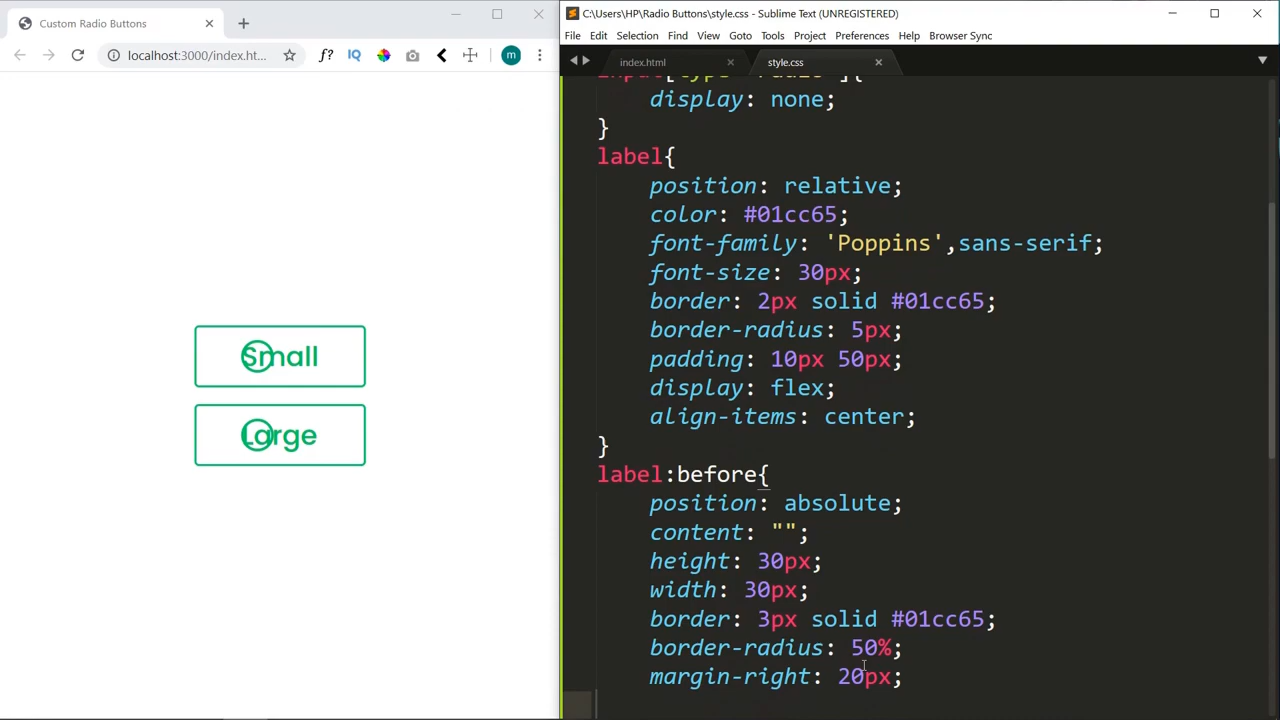 Custom Radio Buttons
localhost:3000/index.ht...
f?
IQ
m
Small
Large
C:\Users\HP\Radio Buttons\style.css - Sublime Text (UNREGISTERED)
File Edit Selection Find View Goto Tools Project Preferences Help Browser Sync
index.html
style.css
input[type="radio"]{
display: none;
}
label{
position: relative;
color: #01cc65;
font-family: 'Poppins',sans-serif;
font-size: 30px;
border: 2px solid #01cc65;
border-radius: 5px;
padding: 10px 50px;
display: flex;
align-items: center;
}
label:before{
position: absolute;
content: "";
height: 30px;
width: 30px;
border: 3px solid #01cc65;
border-radius: 50%;
margin-right: 20px;